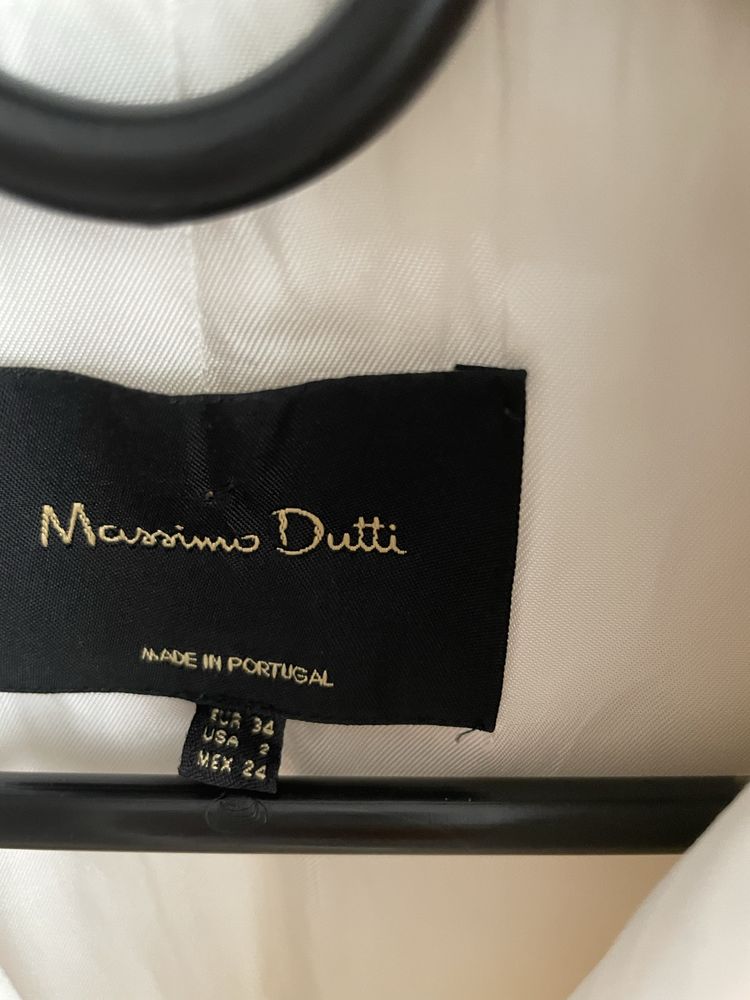 Massimo Dutti
MADE IN PORTUGAL
EUR 34
USA 2
MEX 24